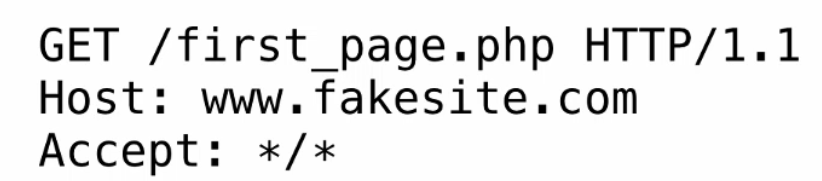 GET /first_page.php HTTP/1.1
Host: www.fakesite.com
Accept: */*